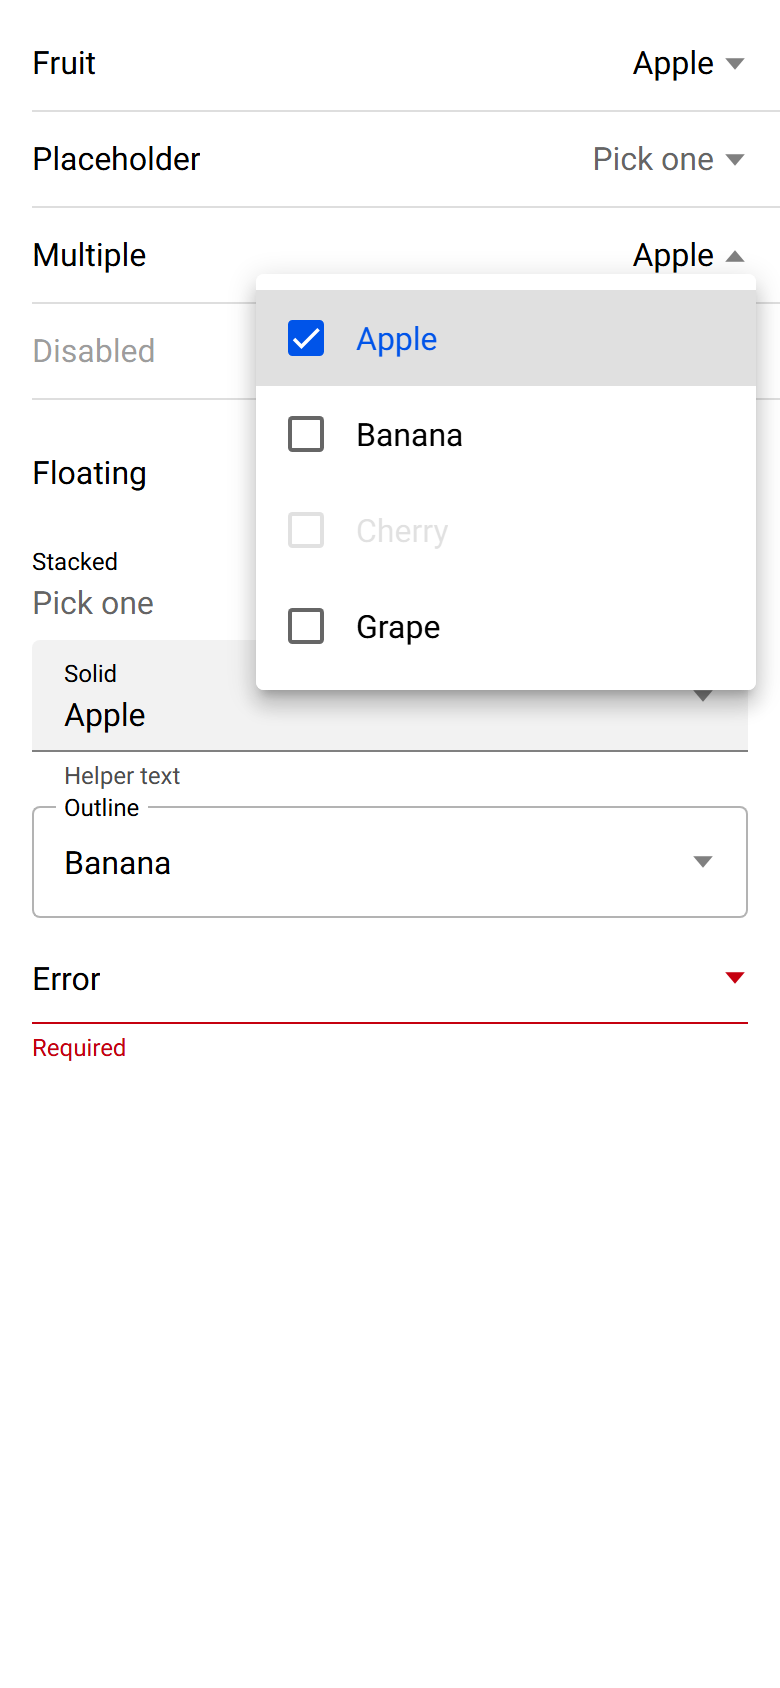 Fruit Apple
Placeholder Pick one
Multiple Apple
Apple
Disabled
Banana
Floating
Cherry
Stacked
Pick one
Grape
Solid
Apple
Helper text
Outline
Banana
Error
Required